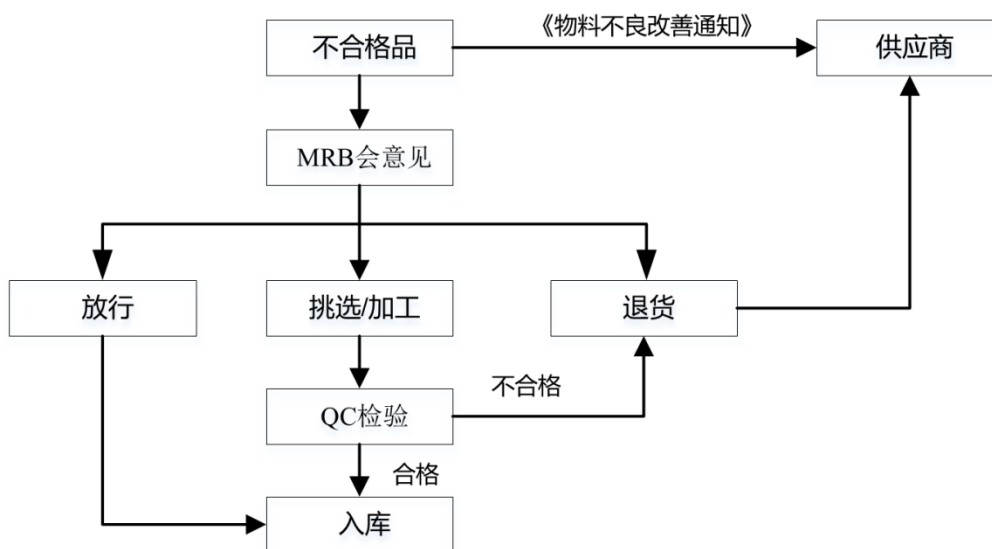 不合格品
《物料不良改善通知》
供应商
MRB会意见
放行
挑选/加工
退货
QC检验
不合格
合格
入库